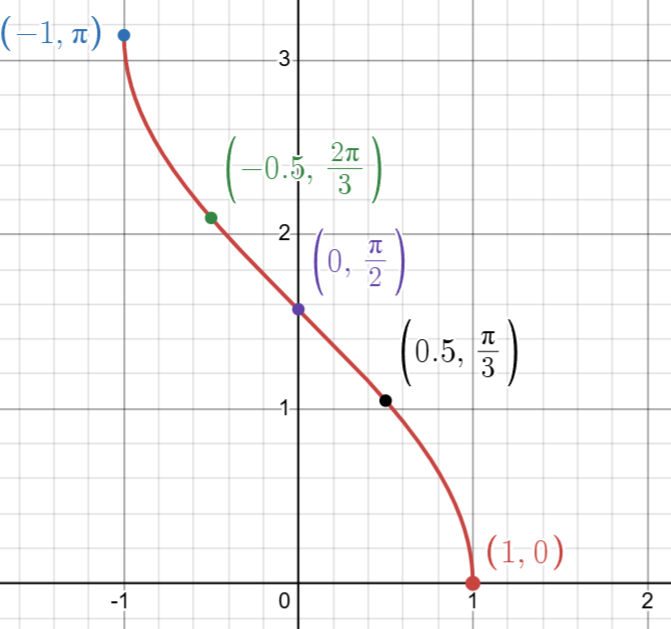 (−1, π)
3
(−0.5, 2π/3)
2
(0, π/2)
(0.5, π/3)
1
(1, 0)
-1
0
1
2